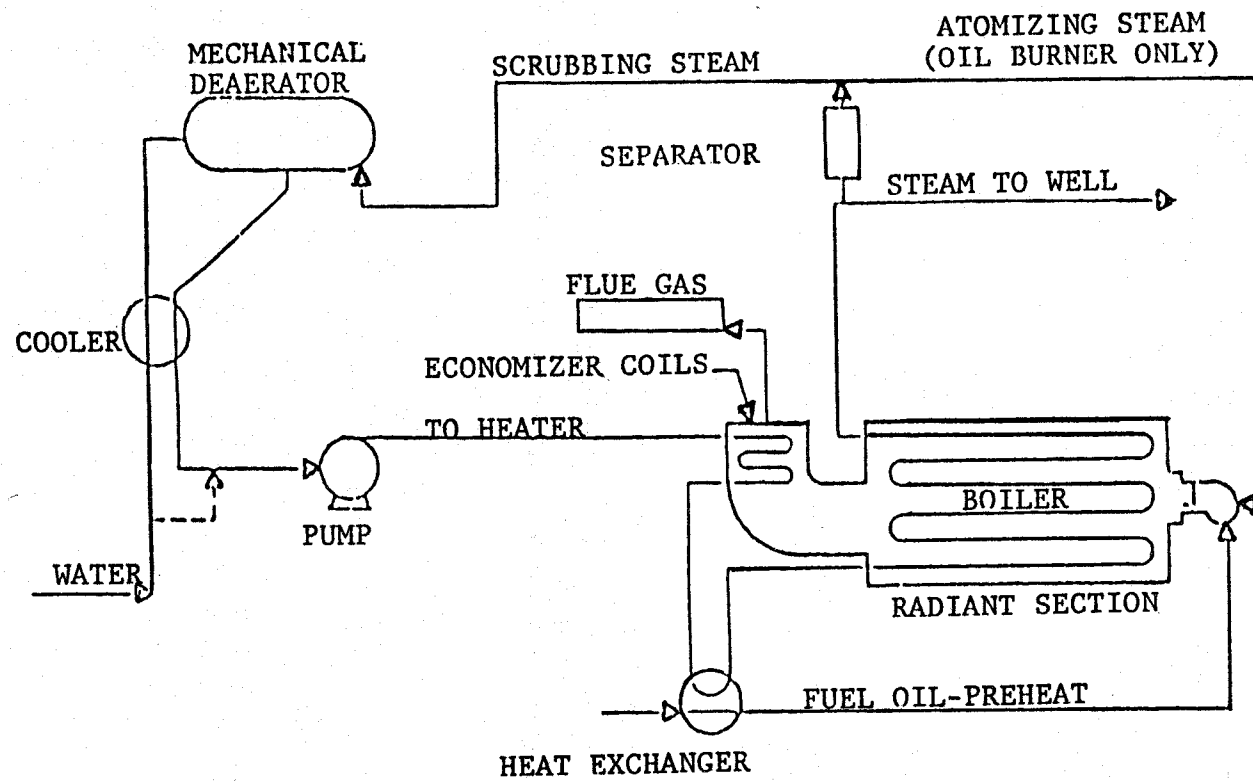 ATOMIZING STEAM
(OIL BURNER ONLY)
MECHANICAL
DEAERATOR
SCRUBBING STEAM
SEPARATOR
STEAM TO WELL
FLUE GAS
COOLER
ECONOMIZER COILS
TO HEATER
BOILER
PUMP
WATER
RADIANT SECTION
FUEL OIL-PREHEAT
HEAT EXCHANGER